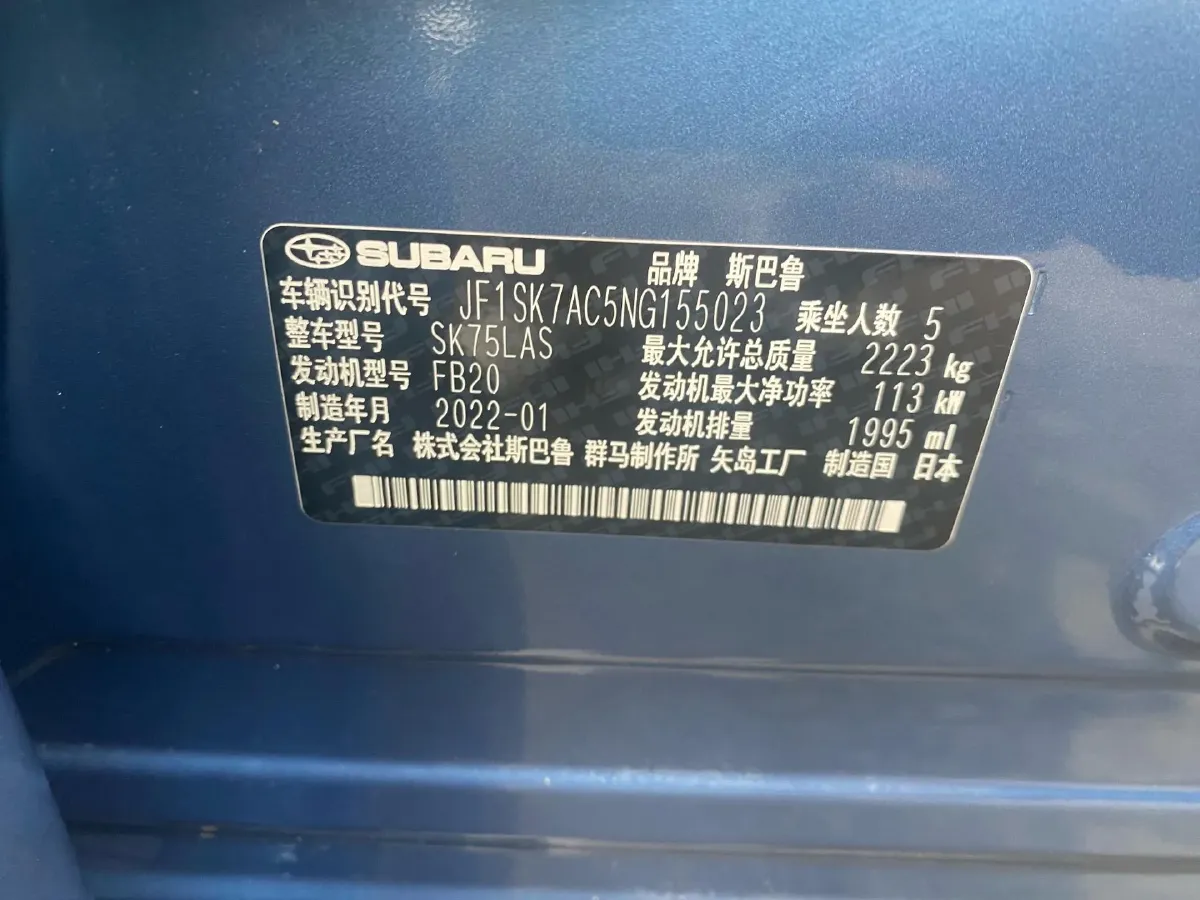 SUBARU 品牌 斯巴鲁
车辆识别代号 JF1SK7AC5NG155023 乘坐人数 5
整车型号 SK75LAS 最大允许总质量 2223 kg
发动机型号 FB20 发动机最大净功率 113 kW
制造年月 2022-01 发动机排量 1995 ml
生产厂名 株式会社斯巴鲁 群马制作所 矢岛工厂 制造国 日本